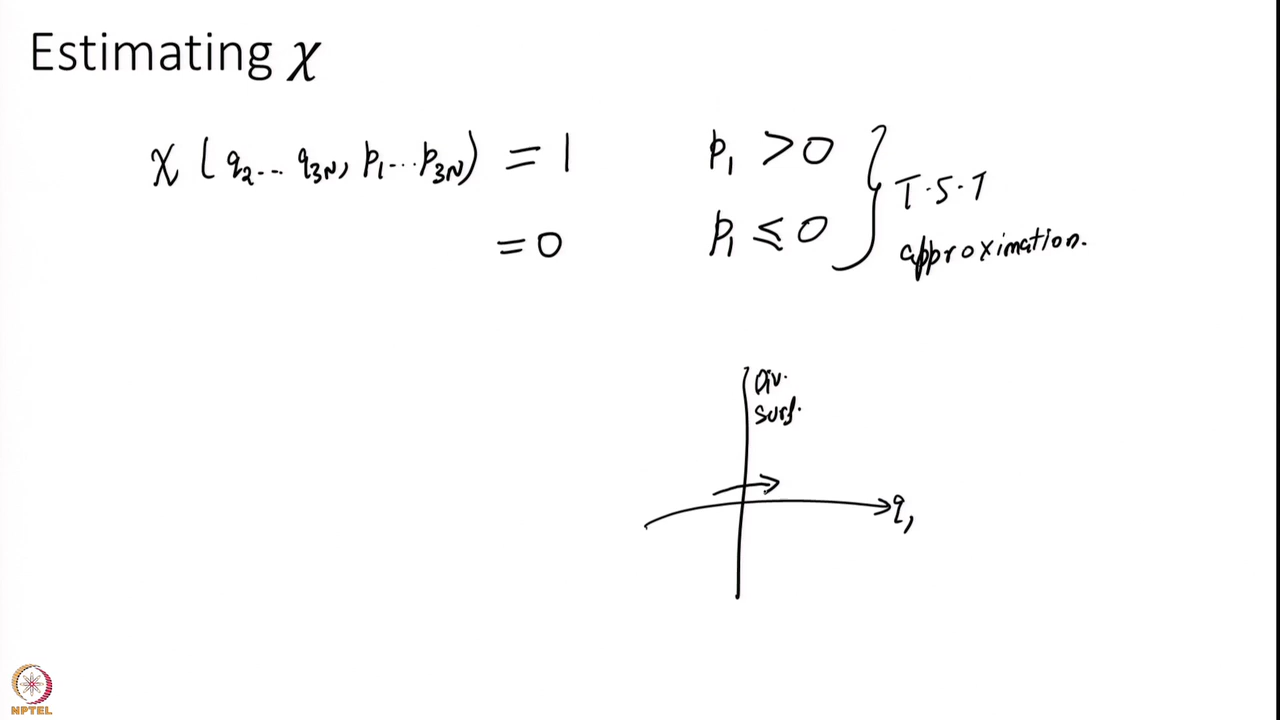 Estimating χ
χ (q₂... q₃ₙ, p₁...p₃ₙ) = 1    p₁ > 0
= 0    p₁ ≤ 0
T.S.T
approximation.
Div.
surf.
q₁
NPTEL